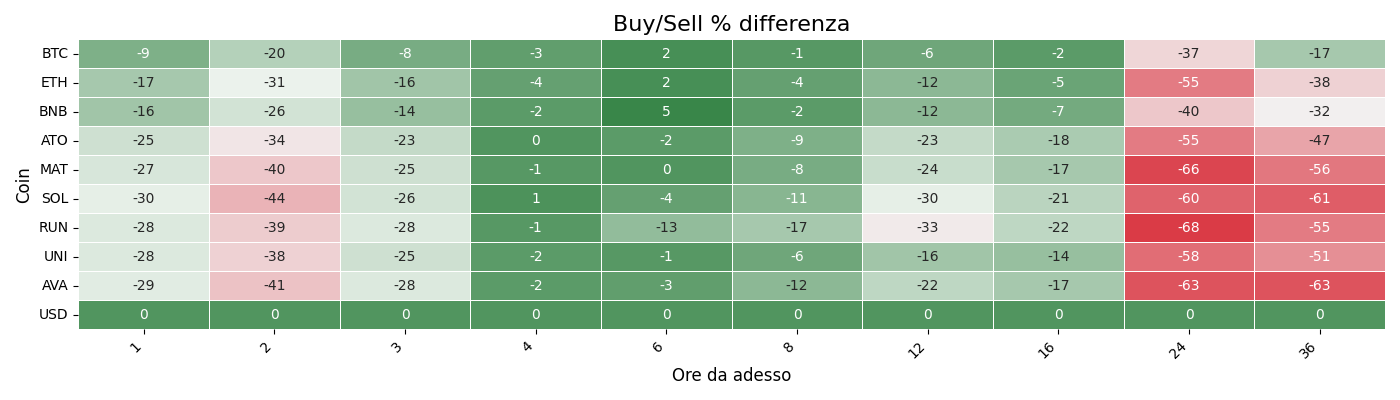 Buy/Sell % differenza
Coin
BTC -9 -20 -8 -3 2 -1 -6 -2 -37 -17
ETH -17 -31 -16 -4 2 -4 -12 -5 -55 -38
BNB -16 -26 -14 -2 5 -2 -12 -7 -40 -32
ATO -25 -34 -23 0 -2 -9 -23 -18 -55 -47
MAT -27 -40 -25 -1 0 -8 -24 -17 -66 -56
SOL -30 -44 -26 1 -4 -11 -30 -21 -60 -61
RUN -28 -39 -28 -1 -13 -17 -33 -22 -68 -55
UNI -28 -38 -25 -2 -1 -6 -16 -14 -58 -51
AVA -29 -41 -28 -2 -3 -12 -22 -17 -63 -63
USD 0 0 0 0 0 0 0 0 0 0
1 2 3 4 6 8 12 16 24 36
Ore da adesso